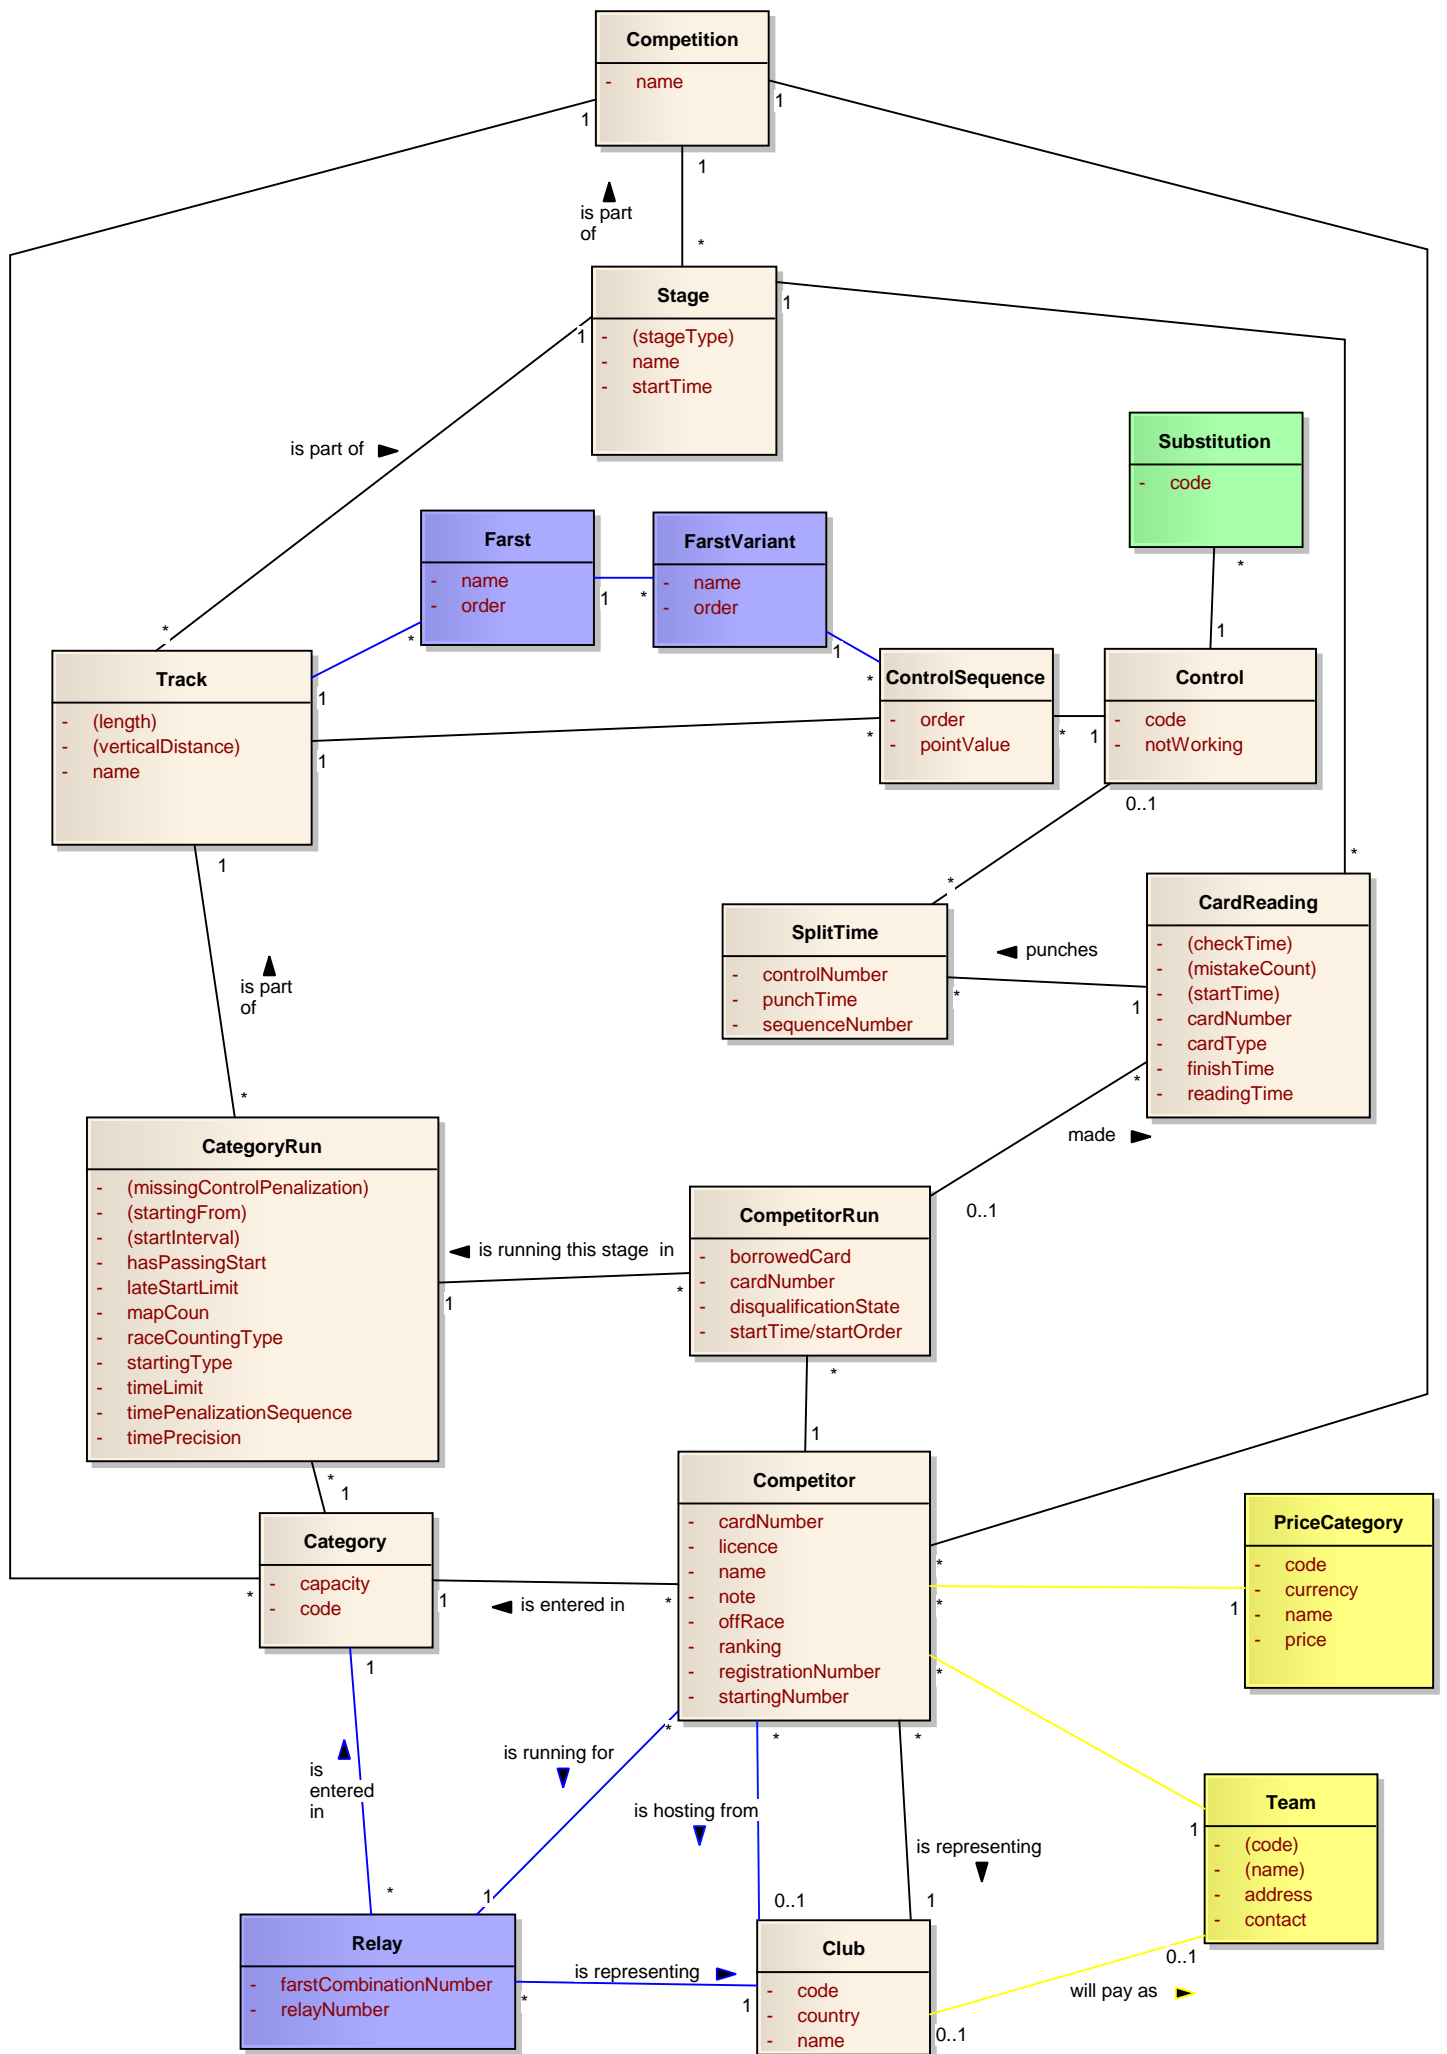 Competition
- name
1
1
1
is part
of
*
Stage
- (stageType)
- name
- startTime
1
1
is part of
*
Substitution
- code
*
1
Farst
- name
- order
1
*
*
FarstVariant
- name
- order
1
*
Track
- (length)
- (verticalDistance)
- name
1
1
1
ControlSequence
- order
- pointValue
*
*
Control
- code
- notWorking
1
0..1
*
*
SplitTime
- controlNumber
- punchTime
- sequenceNumber
*
punches
1
CardReading
- (checkTime)
- (mistakeCount)
- (startTime)
- cardNumber
- cardType
- finishTime
- readingTime
*
made
0..1
is part
of
*
CategoryRun
- (missingControlPenalization)
- (startingFrom)
- (startInterval)
- hasPassingStart
- lateStartLimit
- mapCoun
- raceCountingType
- startingType
- timeLimit
- timePenalizationSequence
- timePrecision
1
is running this stage in
*
CompetitorRun
- borrowedCard
- cardNumber
- disqualificationState
- startTime/startOrder
*
1
*
1
Category
- capacity
- code
*
1
1
is entered in
*
Competitor
- cardNumber
- licence
- name
- note
- offRace
- ranking
- registrationNumber
- startingNumber
*
*
*
*
*
*
PriceCategory
- code
- currency
- name
- price
1
is
entered
in
*
is running for
1
is hosting from
0..1
is representing
1
Team
- (code)
- (name)
- address
- contact
1
0..1
Relay
- farstCombinationNumber
- relayNumber
*
is representing
1
Club
- code
- country
- name
0..1
will pay as